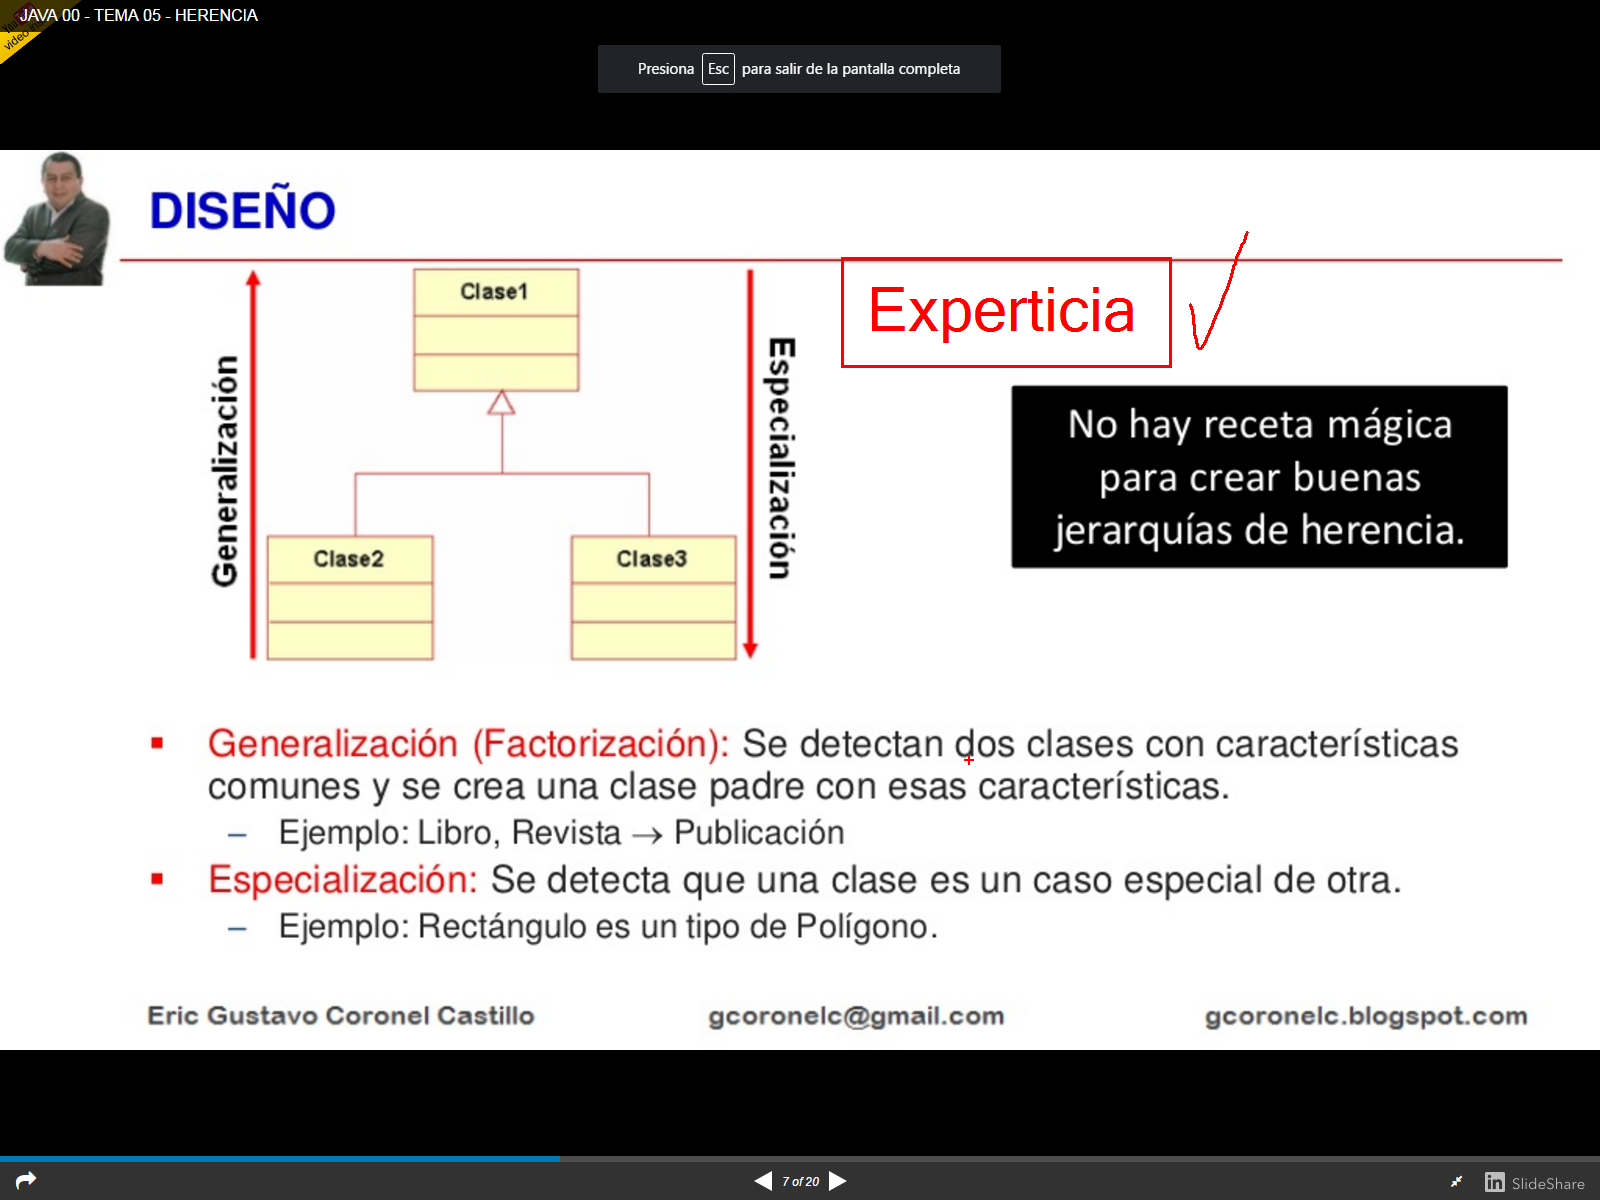 JAVA 00 - TEMA 05 - HERENCIA
Presiona Esc para salir de la pantalla completa
DISEÑO
Generalización
Clase1
Especialización
Clase2
Clase3
Experticia
No hay receta mágica
para crear buenas
jerarquías de herencia.
▪ Generalización (Factorización): Se detectan dos clases con características
comunes y se crea una clase padre con esas características.
– Ejemplo: Libro, Revista → Publicación
▪ Especialización: Se detecta que una clase es un caso especial de otra.
– Ejemplo: Rectángulo es un tipo de Polígono.
Eric Gustavo Coronel Castillo
gcoronelc@gmail.com
gcoronelc.blogspot.com
7 of 20
in SlideShare